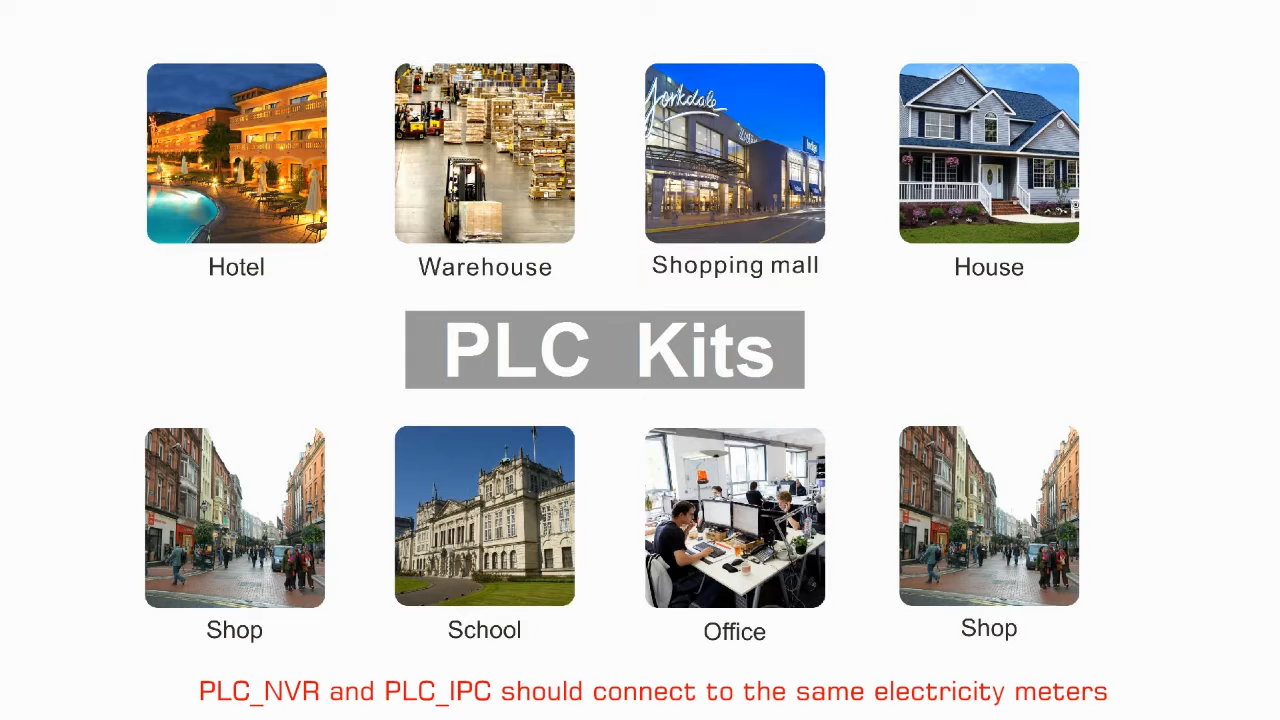 Yorkdale
Hotel
Warehouse
Shopping mall
House
PLC Kits
Shop
School
Office
Shop
PLC_NVR and PLC_IPC should connect to the same electricity meters